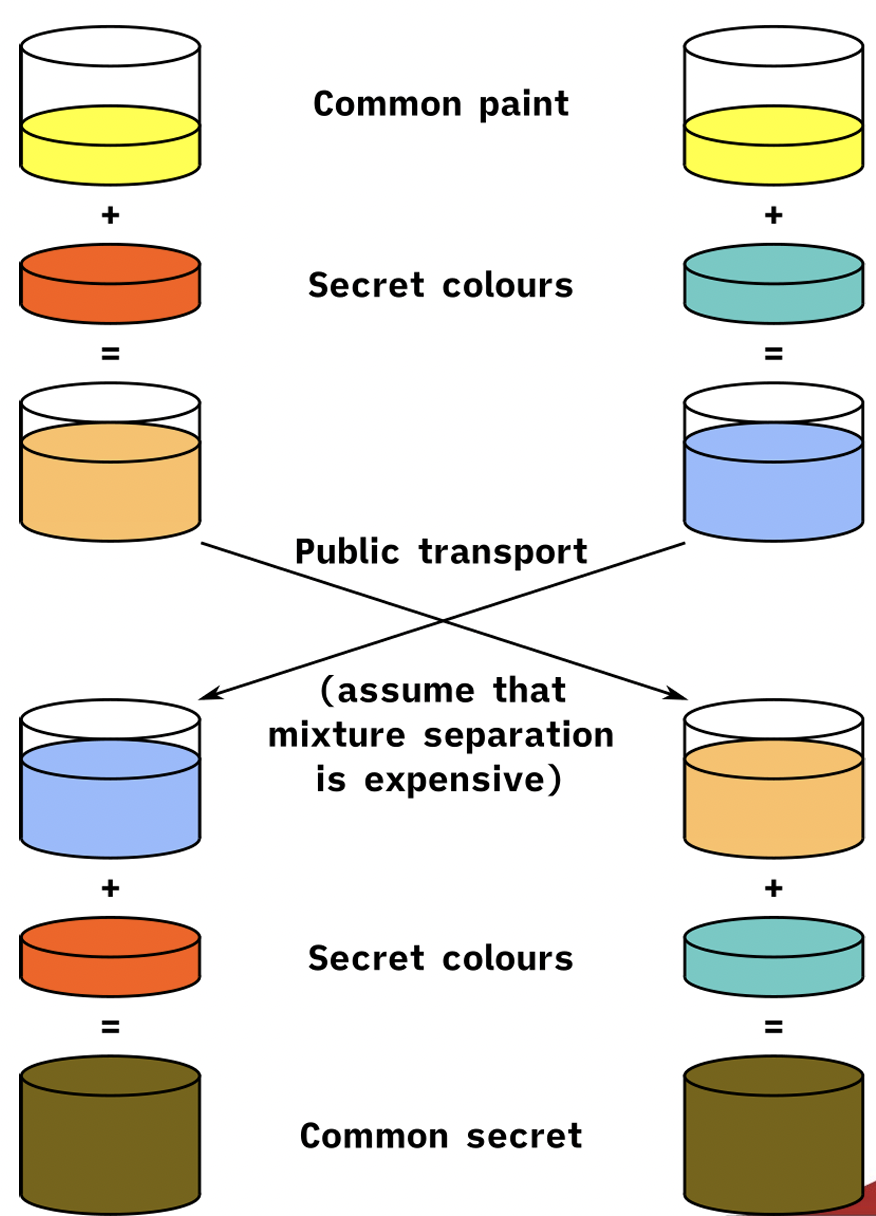 Common paint
+ +
Secret colours
= =
Public transport
(assume that
mixture separation
is expensive)
+ +
Secret colours
= =
Common secret